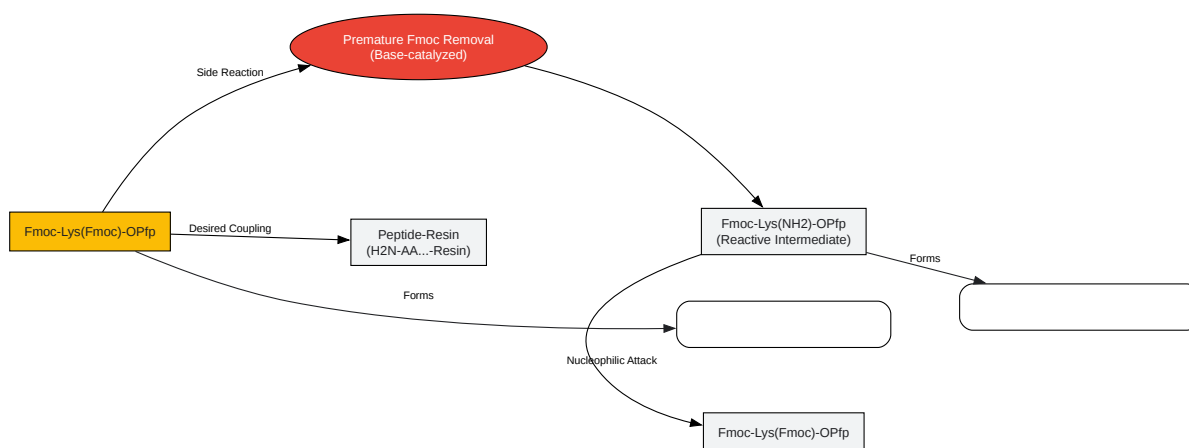 Premature Fmoc Removal
(Base-catalyzed)
Side Reaction
Fmoc-Lys(Fmoc)-OPfp
Desired Coupling
Peptide-Resin
(H2N-AA...-Resin)
Fmoc-Lys(NH2)-OPfp
(Reactive Intermediate)
Forms
Forms
Nucleophilic Attack
Fmoc-Lys(Fmoc)-OPfp